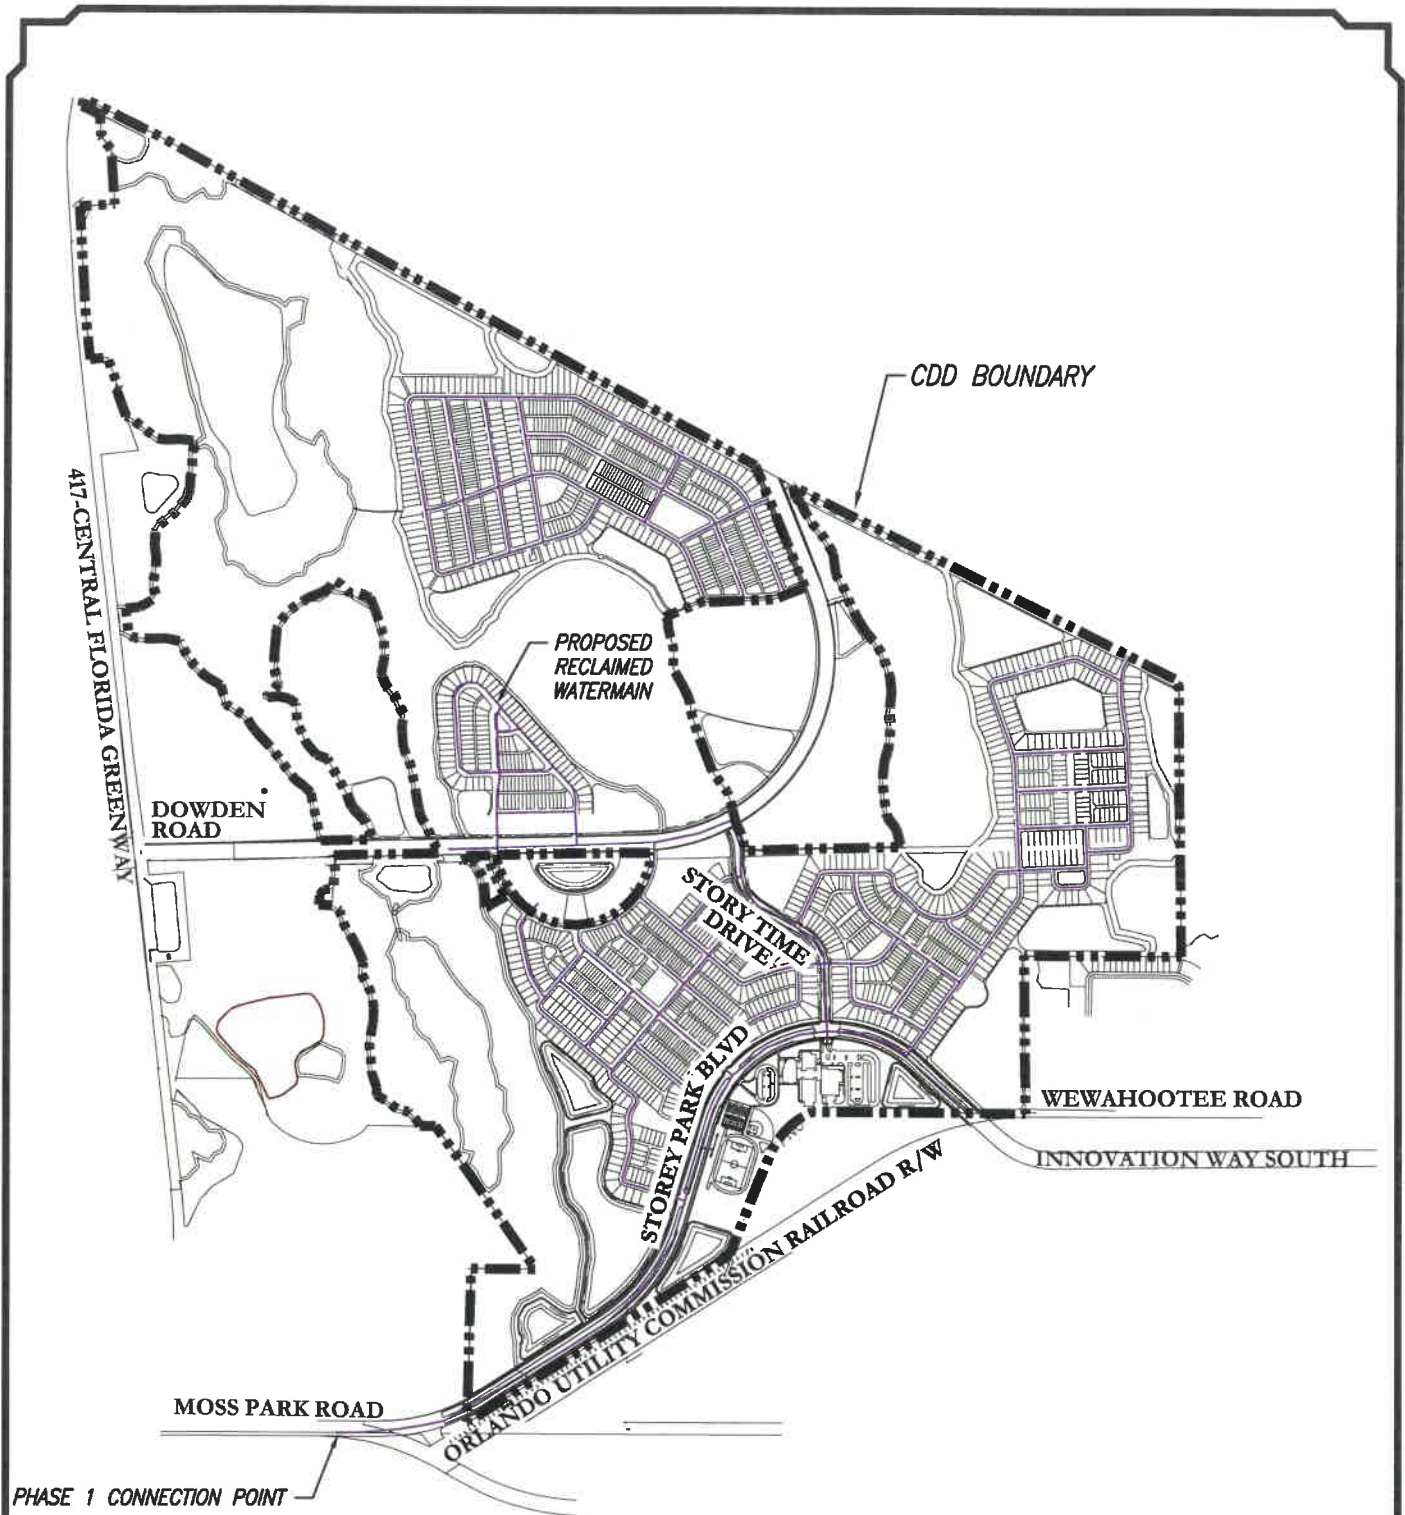 CDD BOUNDARY
417-CENTRAL FLORIDA GREENWAY
PROPOSED
RECLAIMED
WATERMAIN
DOWDEN
ROAD
STORY TIME
DRIVE
STOREY PARK BLVD
WEWAHOOTEE ROAD
INNOVATION WAY SOUTH
ORLANDO UTILITY COMMISSION RAILROAD R/W
MOSS PARK ROAD
PHASE 1 CONNECTION POINT